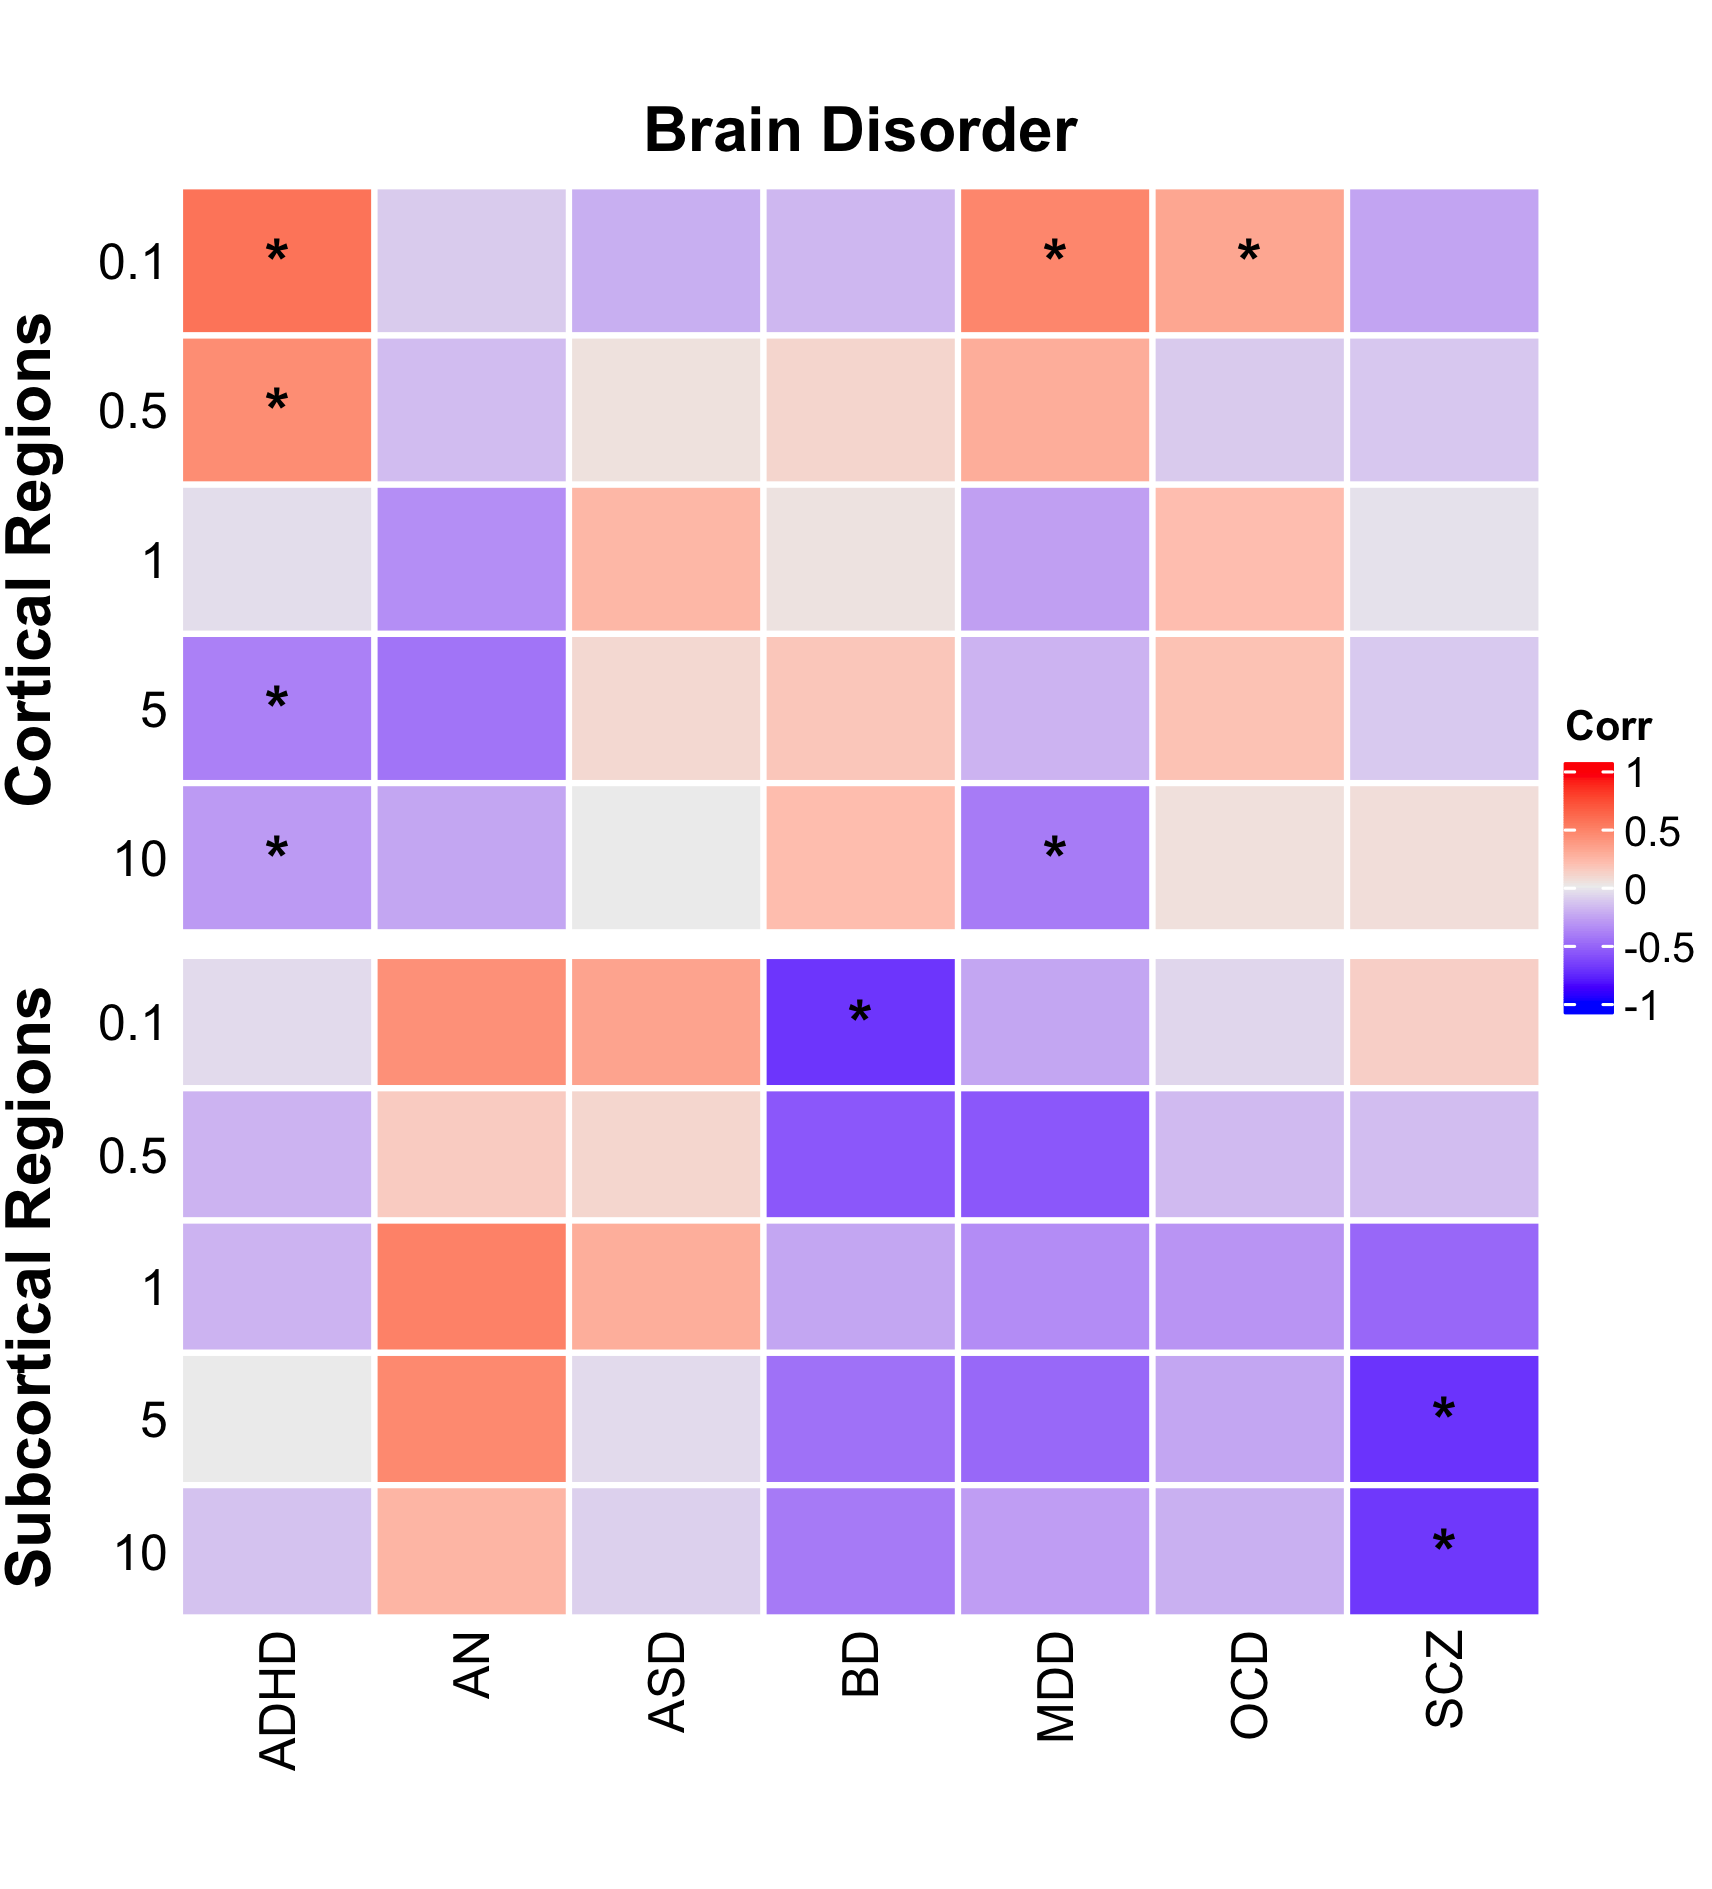 Brain Disorder
Cortical Regions
0.1 * * *
0.5 *
1
5 *
10 * *
Subcortical Regions
0.1 *
0.5
1
5 *
10 *
ADHD AN ASD BD MDD OCD SCZ
Corr
1
0.5
0
-0.5
-1